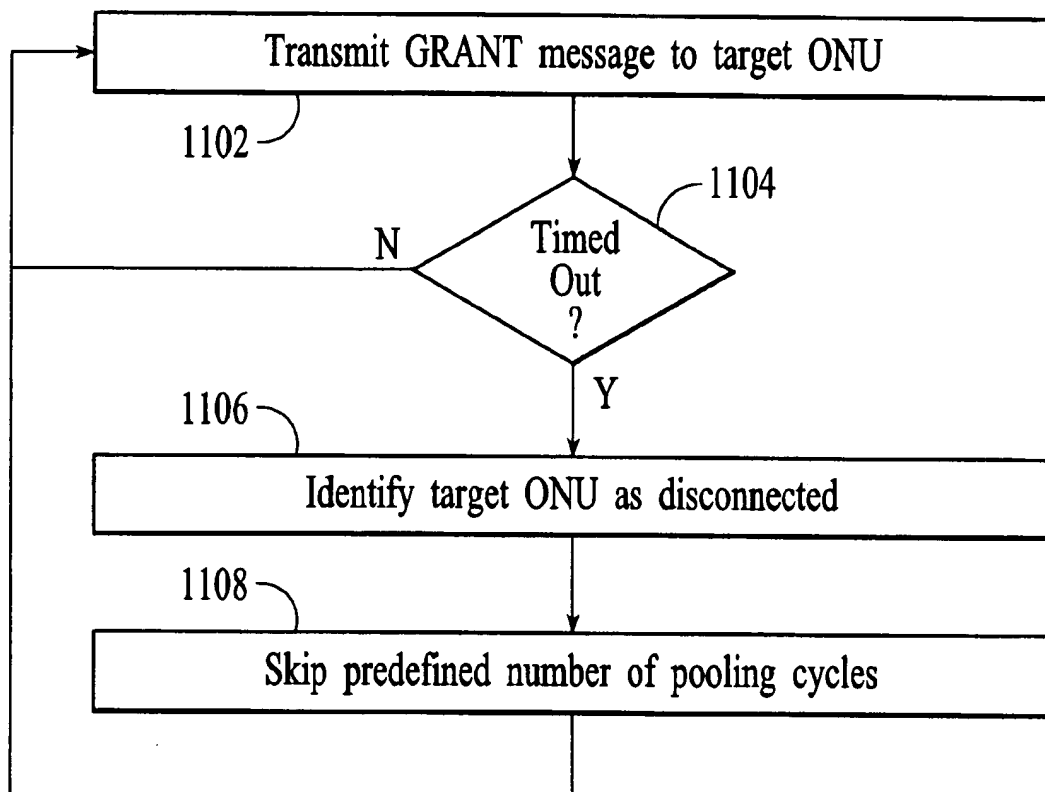 Transmit GRANT message to target ONU
1102
1104
Timed
Out
?
N
Y
1106
Identify target ONU as disconnected
1108
Skip predefined number of pooling cycles